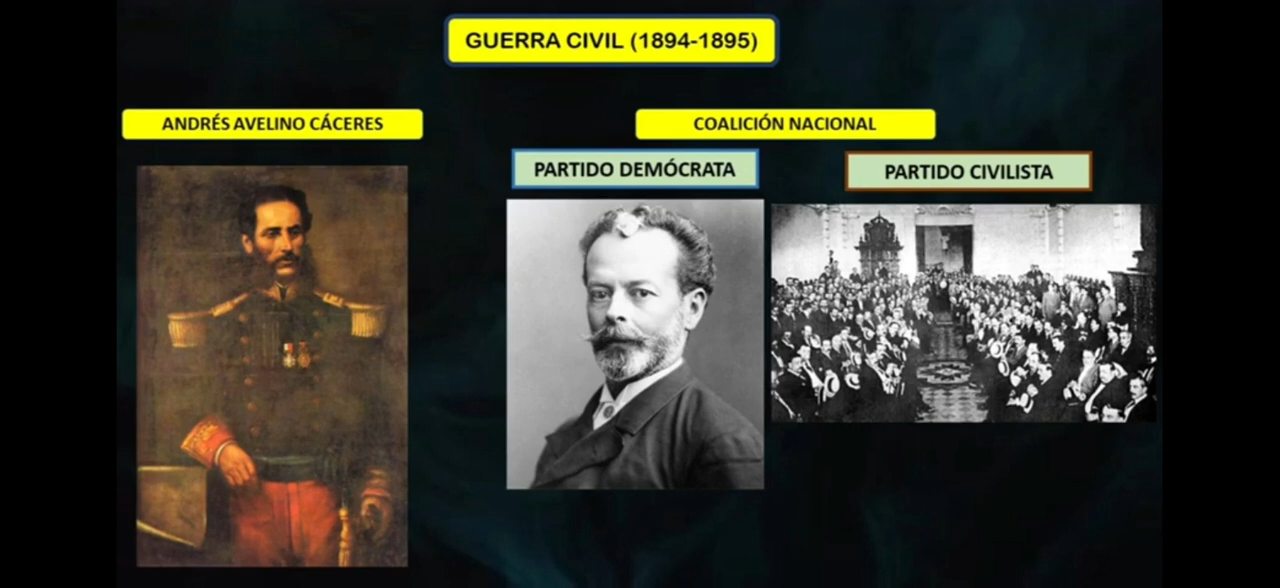 GUERRA CIVIL (1894-1895)
ANDRÉS AVELINO CÁCERES
COALICIÓN NACIONAL
PARTIDO DEMÓCRATA
PARTIDO CIVILISTA